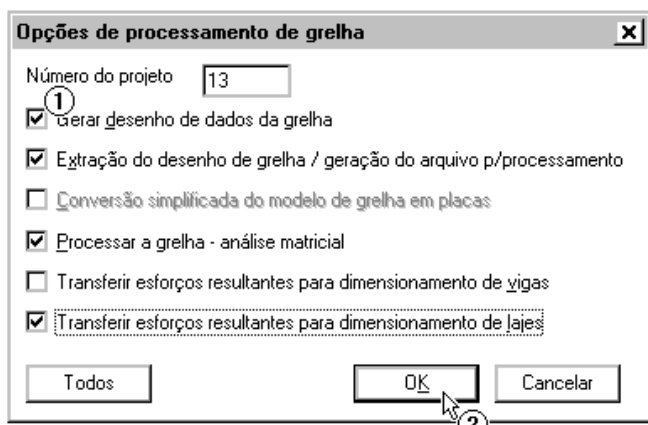 Opções de processamento de grelha
Número do projeto 13
1
Gerar desenho de dados da grelha
Extração do desenho de grelha / geração do arquivo p/processamento
Conversão simplificada do modelo de grelha em placas
Processar a grelha - análise matricial
Transferir esforços resultantes para dimensionamento de vigas
Transferir esforços resultantes para dimensionamento de lajes
Todos OK Cancelar